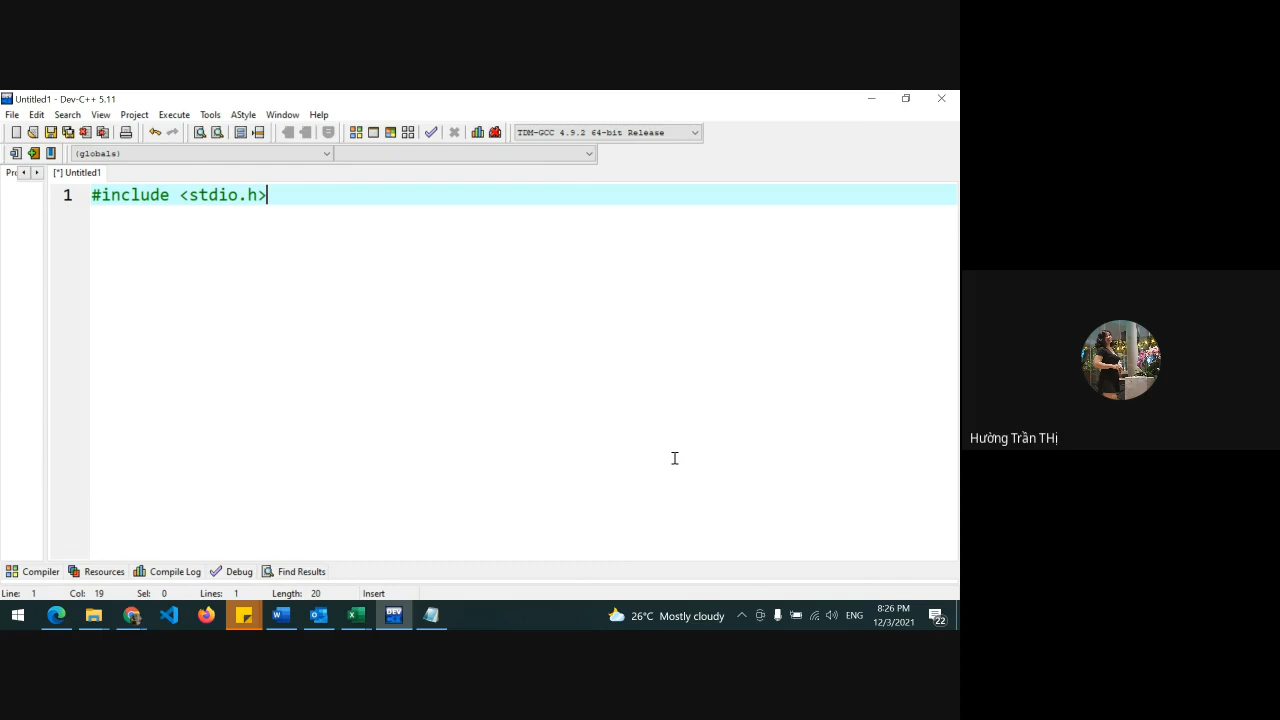 Untitled1 - Dev-C++ 5.11
File Edit Search View Project Execute Tools AStyle Window Help
TDM-GCC 4.9.2 64-bit Release
(globals)
Prc [*] Untitled1
1 #include <stdio.h>
Hường Trần THị
Compiler Resources Compile Log Debug Find Results
Line: 1 Col: 19 Sel: 0 Lines: 1 Length: 20 Insert
26°C Mostly cloudy ENG 8:26 PM
12/3/2021 22